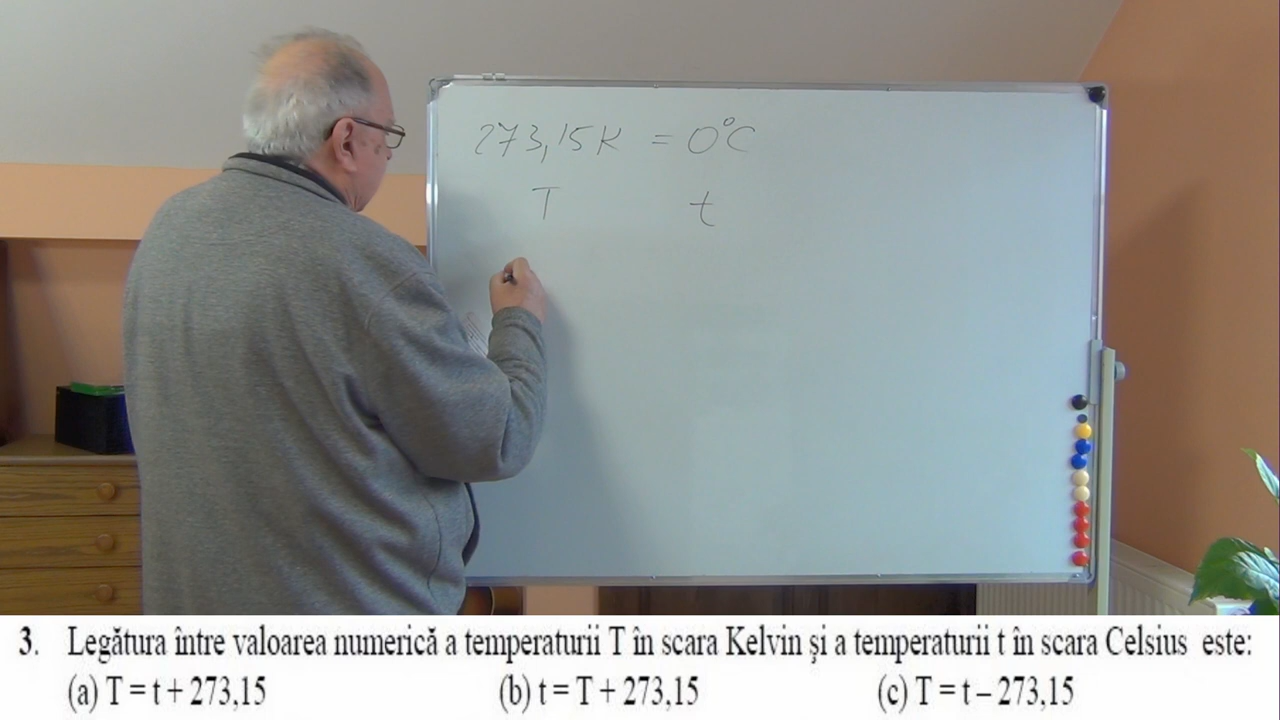 273,15K = 0°C
T t
3. Legătura între valoarea numerică a temperaturii T în scara Kelvin și a temperaturii t în scara Celsius este:
(a) T = t + 273,15 (b) t = T + 273,15 (c) T = t – 273,15